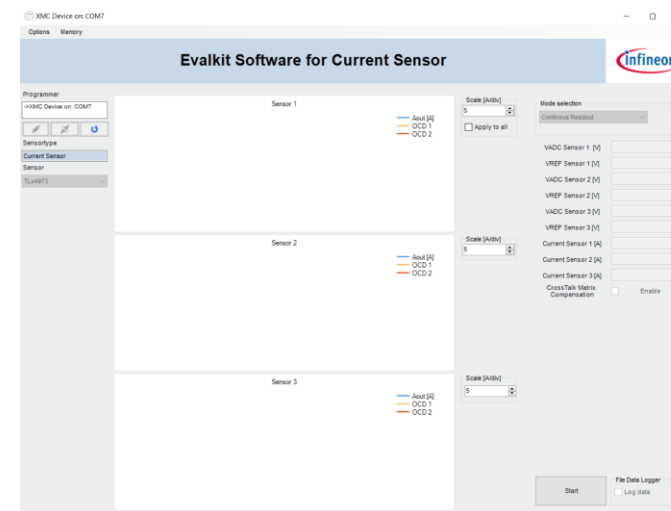 XMC Device on: COM7
Options Memory
Evalkit Software for Current Sensor
infineon
Programmer
->XMC Device on: COM7
Sensortype
Current Sensor
Sensor
TLx4973
Sensor 1
Aout [A]
OCD 1
OCD 2
Scale [A/div]
5
Apply to all
Sensor 2
Aout [A]
OCD 1
OCD 2
Scale [A/div]
5
Sensor 3
Aout [A]
OCD 1
OCD 2
Scale [A/div]
5
Mode selection
Continous Readout
VADC Sensor 1 [V]
VREF Sensor 1 [V]
VADC Sensor 2 [V]
VREF Sensor 2 [V]
VADC Sensor 3 [V]
VREF Sensor 3 [V]
Current Sensor 1 [A]
Current Sensor 2 [A]
Current Sensor 3 [A]
CrossTalk Matrix
Compensation
Enable
Start
File Data Logger
Log data